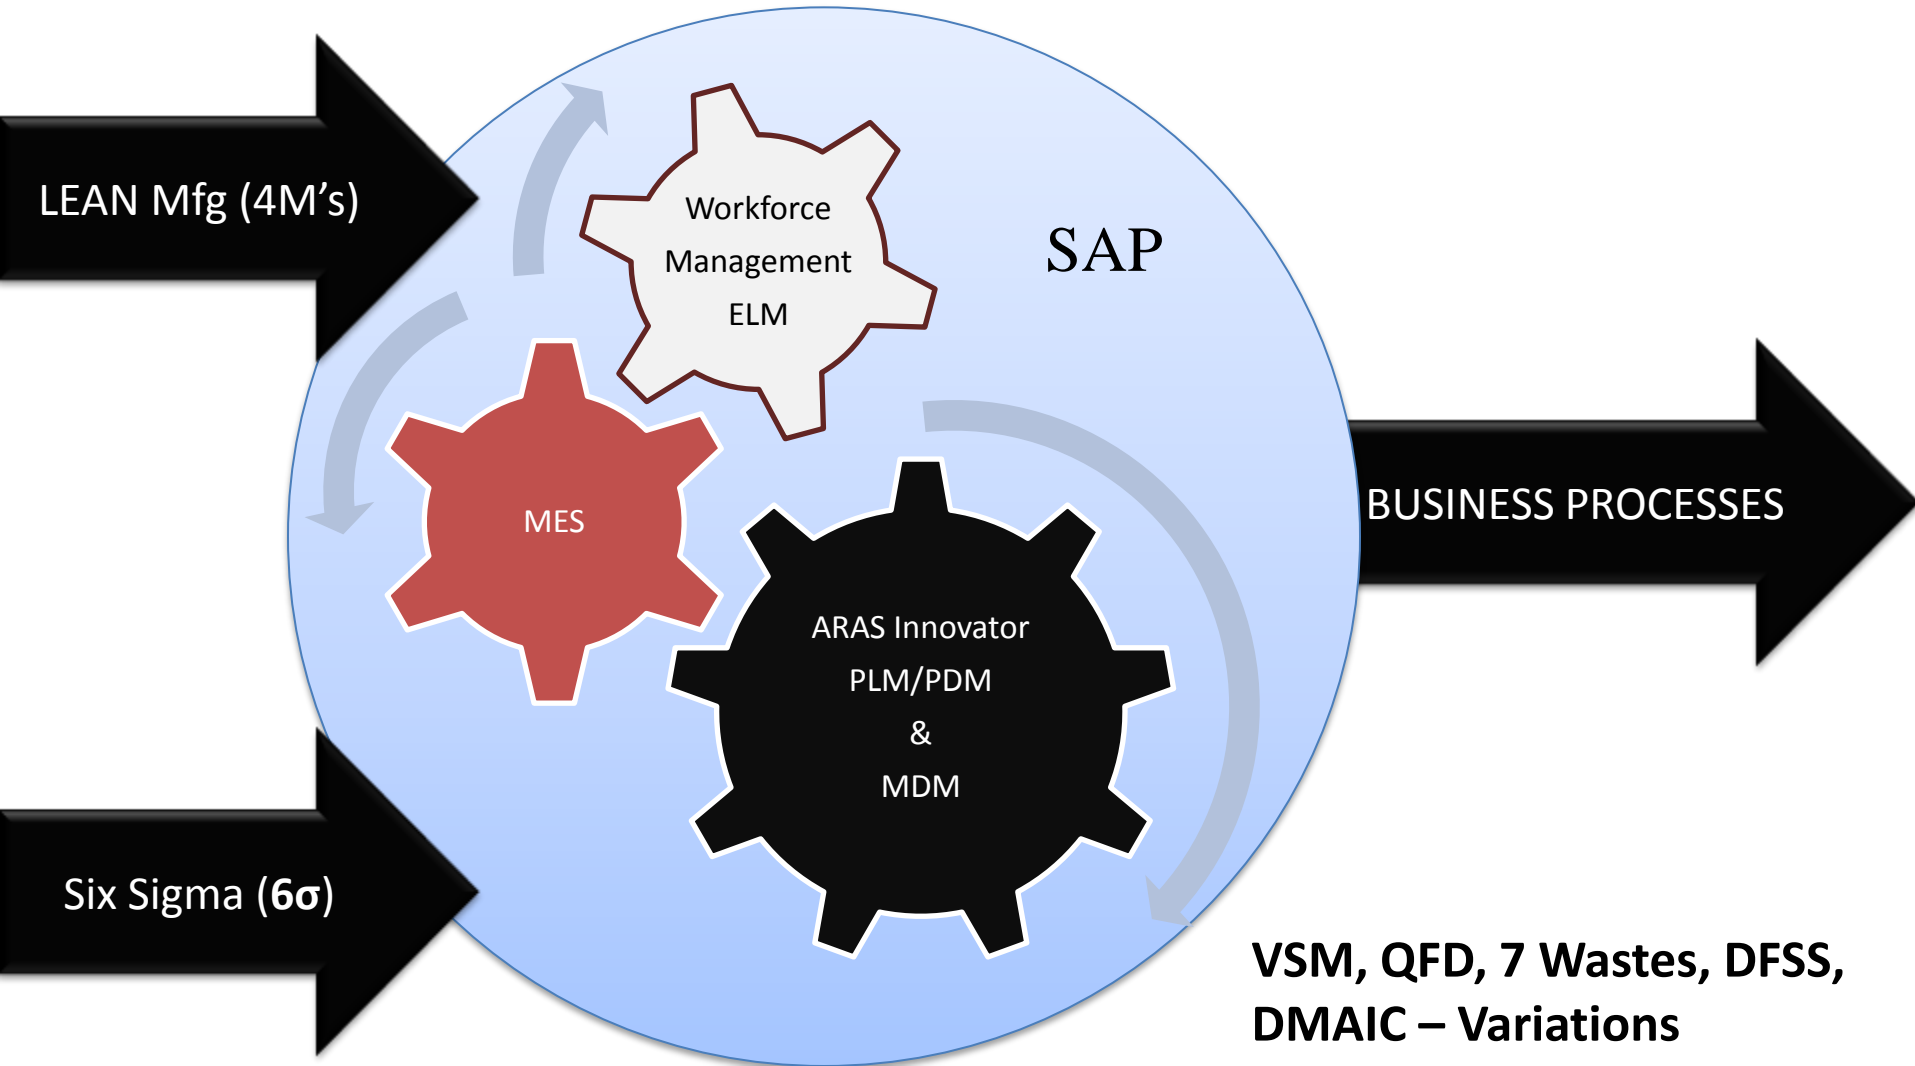 LEAN Mfg (4M’s)
Workforce
Management
ELM
SAP
MES
BUSINESS PROCESSES
ARAS Innovator
PLM/PDM
&
MDM
Six Sigma (6σ)
VSM, QFD, 7 Wastes, DFSS,
DMAIC – Variations